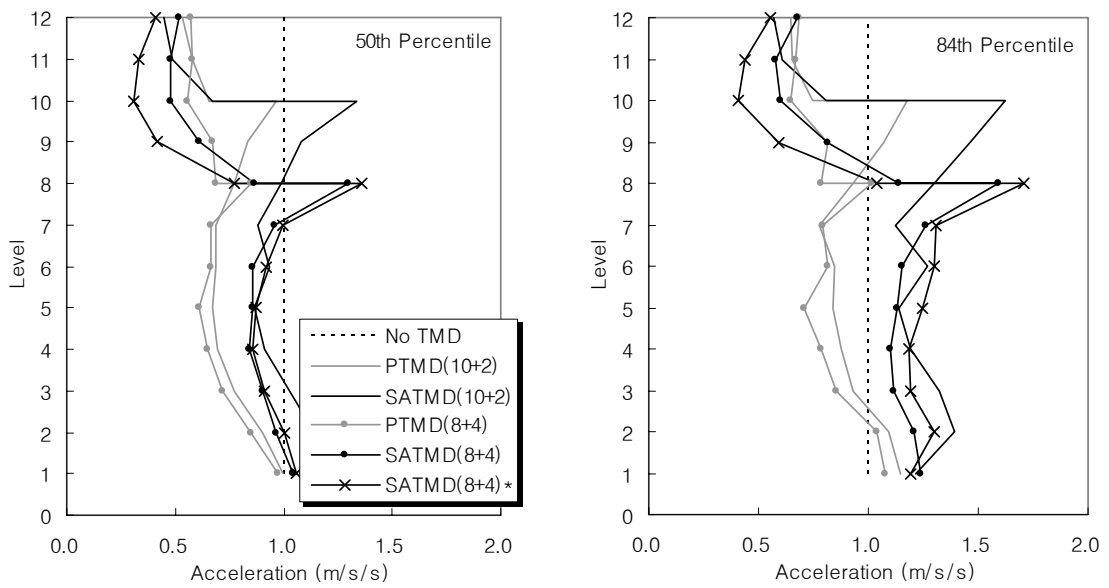 50th Percentile
12
11
10
9
8
7
6
5
4
3
2
1
0
Level
0.0 0.5 1.0 1.5 2.0
Acceleration (m/s/s)
No TMD
PTMD(10+2)
SATMD(10+2)
PTMD(8+4)
SATMD(8+4)
SATMD(8+4)*
84th Percentile
12
11
10
9
8
7
6
5
4
3
2
1
0
Level
0.0 0.5 1.0 1.5 2.0
Acceleration (m/s/s)